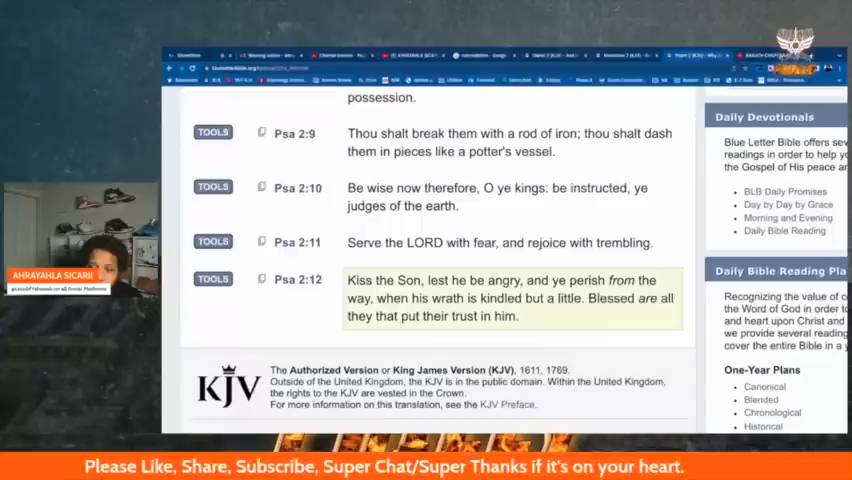 possession.
TOOLS Psa 2:9 Thou shalt break them with a rod of iron; thou shalt dash
them in pieces like a potter's vessel.
TOOLS Psa 2:10 Be wise now therefore, O ye kings: be instructed, ye
judges of the earth.
TOOLS Psa 2:11 Serve the LORD with fear, and rejoice with trembling.
TOOLS Psa 2:12 Kiss the Son, lest he be angry, and ye perish from the
way, when his wrath is kindled but a little. Blessed are all
they that put their trust in him.
KJV
The Authorized Version or King James Version (KJV), 1611, 1769.
Outside of the United Kingdom, the KJV is in the public domain. Within the United Kingdom,
the rights to the KJV are vested in the Crown.
For more information on this translation, see the KJV Preface.
Daily Devotionals
Blue Letter Bible offers sev
readings in order to help yo
the Gospel of His peace a
BLB Daily Promises
Day by Day by Grace
Morning and Evening
Daily Bible Reading
Daily Bible Reading Pla
Recognizing the value of c
the Word of God in order
and heart upon Christ and
we provide several reading
cover the entire Bible in a y
One-Year Plans
Canonical
Blended
Chronological
Historical
AHRAYAHLA SICARII
on all Social Platforms
Please Like, Share, Subscribe, Super Chat/Super Thanks if it's on your heart.